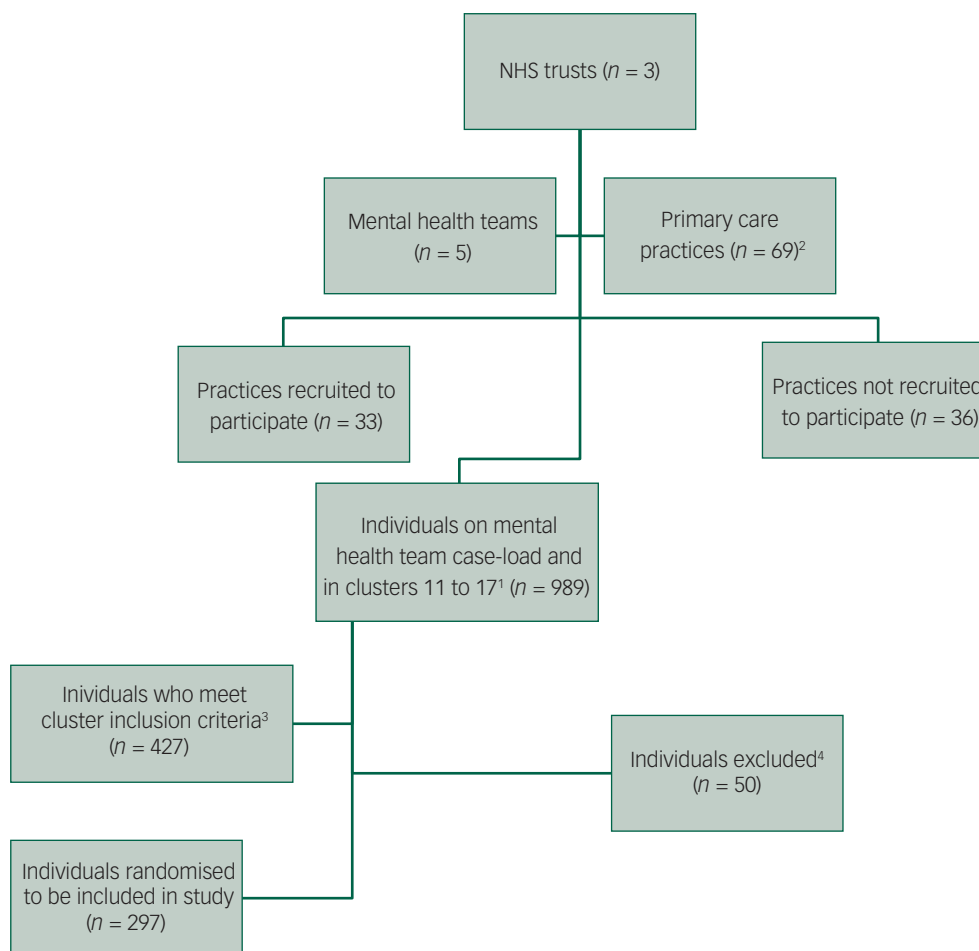 NHS trusts (n = 3)
Mental health teams
(n = 5)
Primary care
practices (n = 69)²
Practices recruited to
participate (n = 33)
Practices not recruited
to participate (n = 36)
Individuals on mental
health team case-load and
in clusters 11 to 17¹ (n = 989)
Inividuals who meet
cluster inclusion criteria³
(n = 427)
Individuals excluded⁴
(n = 50)
Individuals randomised
to be included in study
(n = 297)